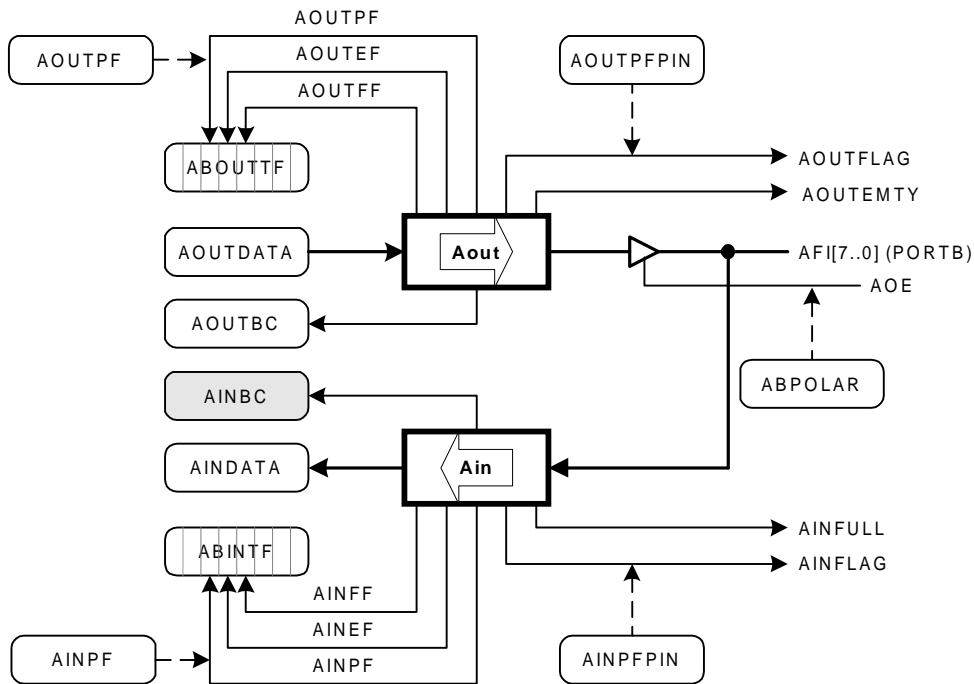 AOUTPF
AOUTPF
AOUTEF
AOUTFF
AOUTPFPIN
ABOUTTF
AOUTFLAG
AOUTEMTY
AOUTDATA
Aout
AFI[7..0] (PORTB)
AOE
AOUTBC
AINBC
ABPOLAR
AINDATA
Ain
AINFULL
ABINTF
AINFLAG
AINFF
AINEF
AINPF
AINPF
AINPFPIN